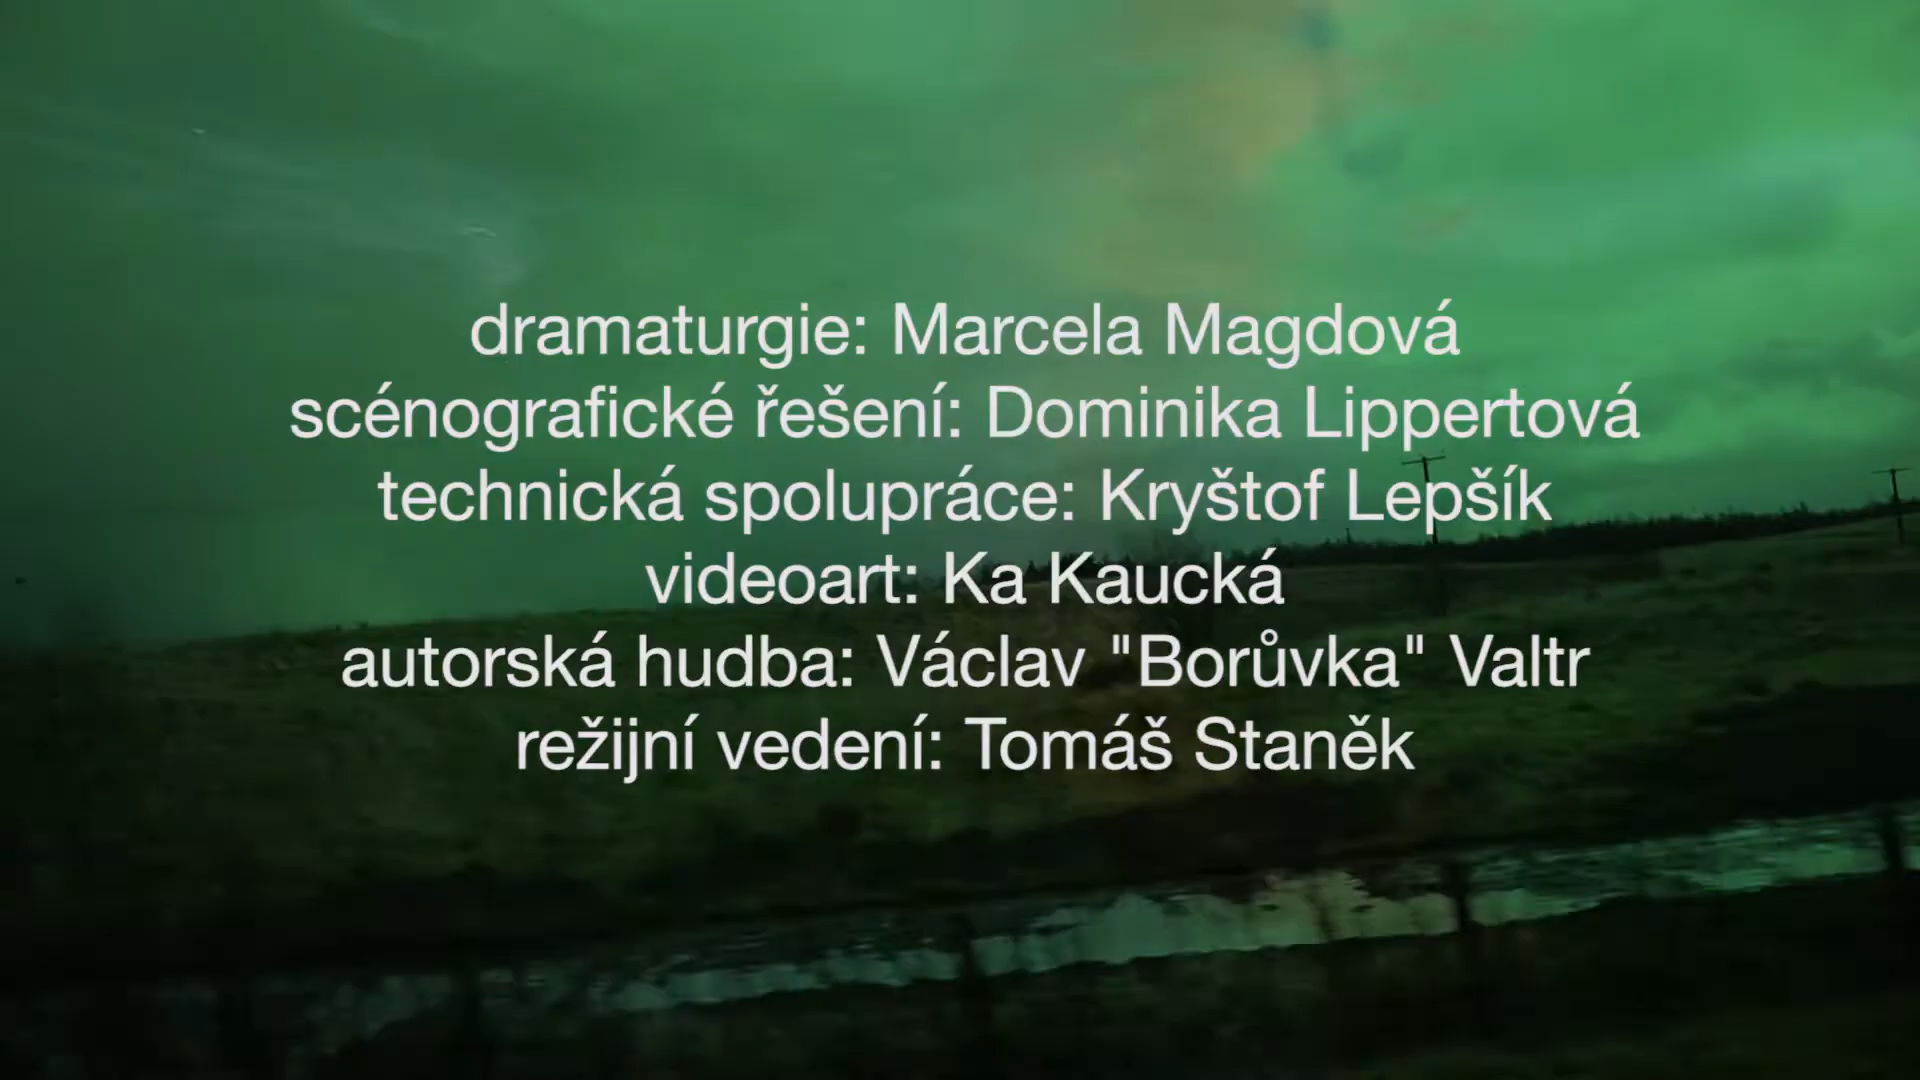 dramaturgie: Marcela Magdová
scénografické řešení: Dominika Lippertová
technická spolupráce: Kryštof Lepšík
videoart: Ka Kaucká
autorská hudba: Václav "Borůvka" Valtr
režijní vedení: Tomáš Staněk